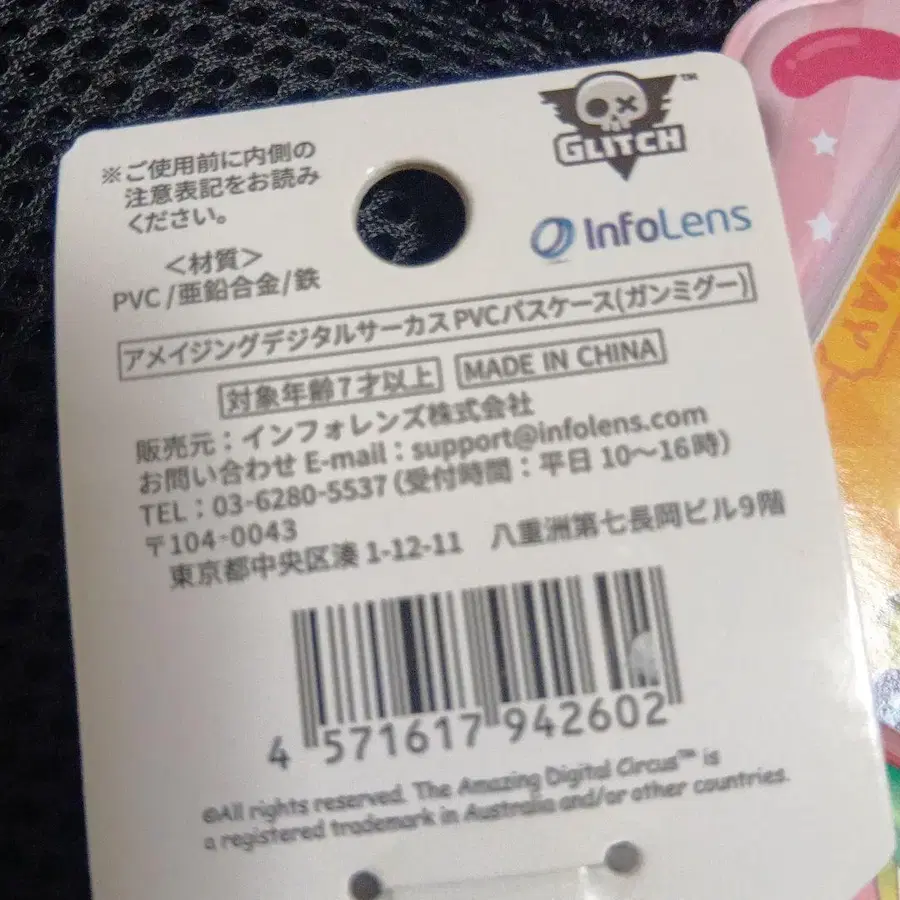 ※ご使用前に内側の
注意表記をお読み
ください。
GLITCH™
InfoLens
＜材質＞
PVC/亜鉛合金/鉄
アメイジングデジタルサーカスPVCパスケース(ガンミグー)
対象年齢7才以上
MADE IN CHINA
販売元：インフォレンズ株式会社
お問い合わせ E-mail：support@infolens.com
TEL：03-6280-5537（受付時間：平日 10〜16時）
〒104-0043
東京都中央区湊 1-12-11 八重洲第七長岡ビル9階
4 571617 942602
©All rights reserved. The Amazing Digital Circus™ is
a registered trademark in Australia and/or other countries.
WAY